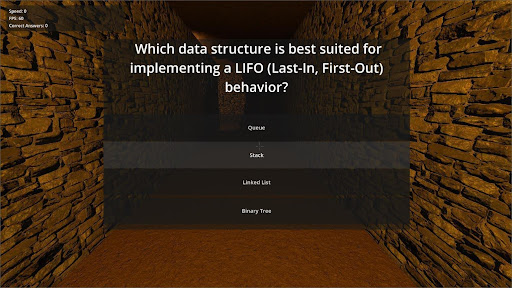 Speed: 0
FPS: 60
Correct Answers: 0
Which data structure is best suited for
implementing a LIFO (Last-In, First-Out)
behavior?
Queue
Stack
Linked List
Binary Tree